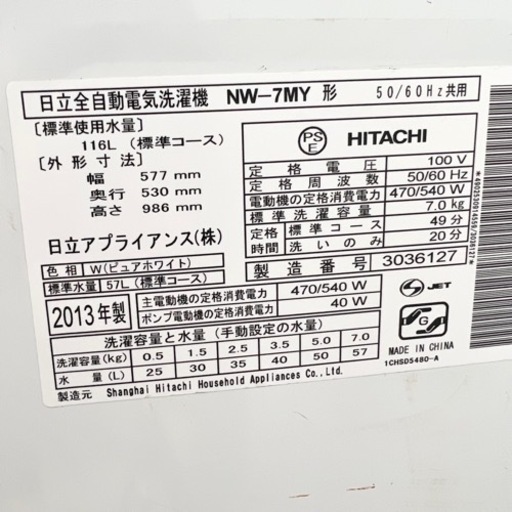 日立全自動電気洗濯機 NW-7MY 形 50/60Hz共用
〔標準使用水量〕
116L (標準コース)
〔外形寸法〕
幅 577 mm
奥行 530 mm
高さ 986 mm
日立アプライアンス(株)
PS
E
HITACHI
定格電圧 100 V
定格周波数 50/60 Hz
電動機の定格消費電力 470/540 W
標準洗濯容量 7.0 kg
定格時間 標準 49分
洗いのみ 20分
製造番号 3036127
色相 W(ピュアホワイト)
標準水量 57L (標準コース)
2013年製
主電動機の定格消費電力 470/540 W
ポンプ電動機の定格消費電力 40 W
JET
洗濯容量と水量 (手動設定の水量)
洗濯容量(kg) 0.5 1.5 2.5 3.5 5.0 7.0
水量 (L) 25 30 35 40 50 57
製造元 Shanghai Hitachi Household Appliances Co.,Ltd.
MADE IN CHINA
1CHSD5480-A